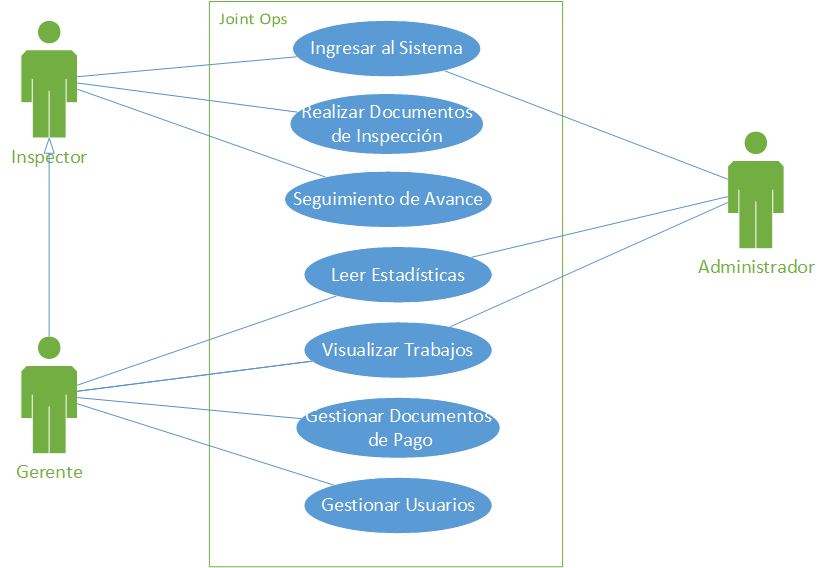 Joint Ops
Ingresar al Sistema
Realizar Documentos
de Inspección
Inspector
Seguimiento de Avance
Administrador
Leer Estadísticas
Visualizar Trabajos
Gestionar Documentos
de Pago
Gerente
Gestionar Usuarios